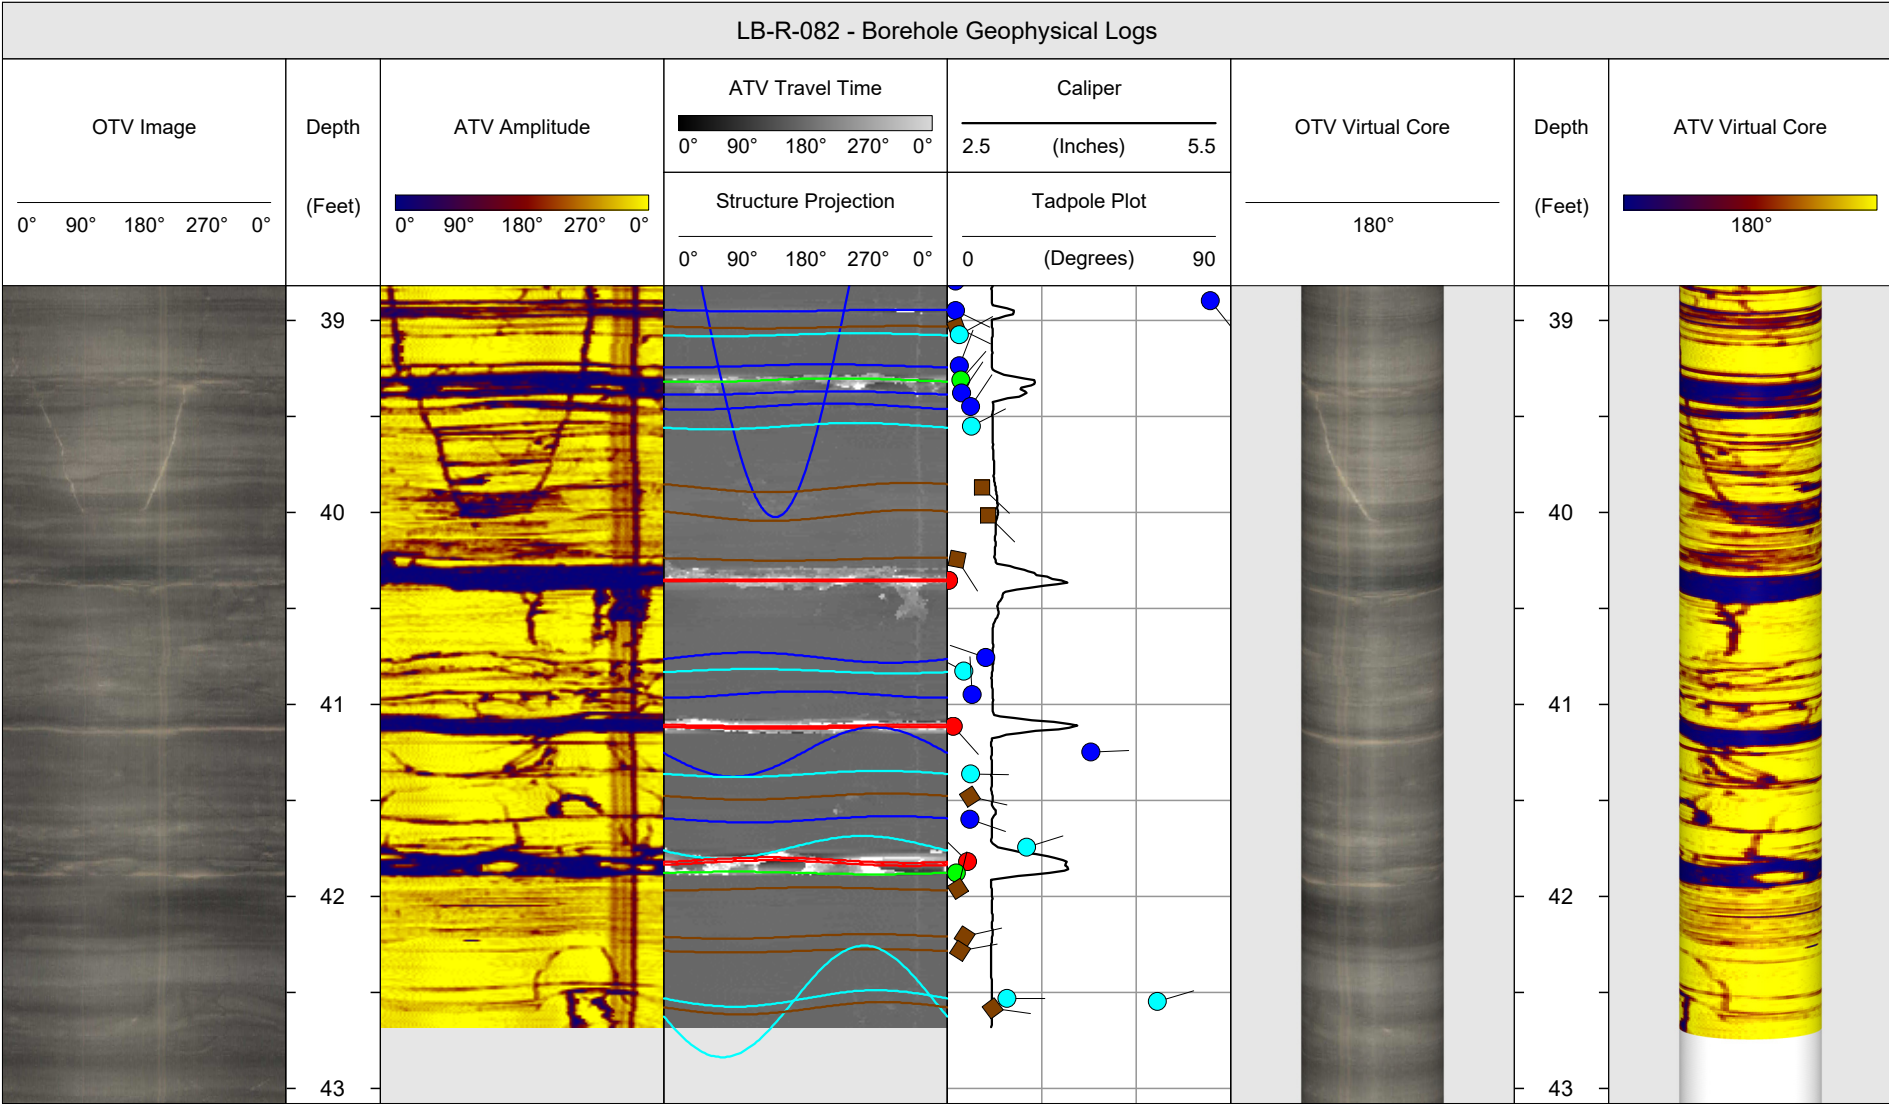 LB-R-082 - Borehole Geophysical Logs
OTV Image
0° 90° 180° 270° 0°
Depth
(Feet)
ATV Amplitude
0° 90° 180° 270° 0°
ATV Travel Time
0° 90° 180° 270° 0°
Structure Projection
0° 90° 180° 270° 0°
Caliper
2.5 (Inches) 5.5
Tadpole Plot
0 (Degrees) 90
OTV Virtual Core
180°
Depth
(Feet)
ATV Virtual Core
180°
39
40
41
42
43
39
40
41
42
43